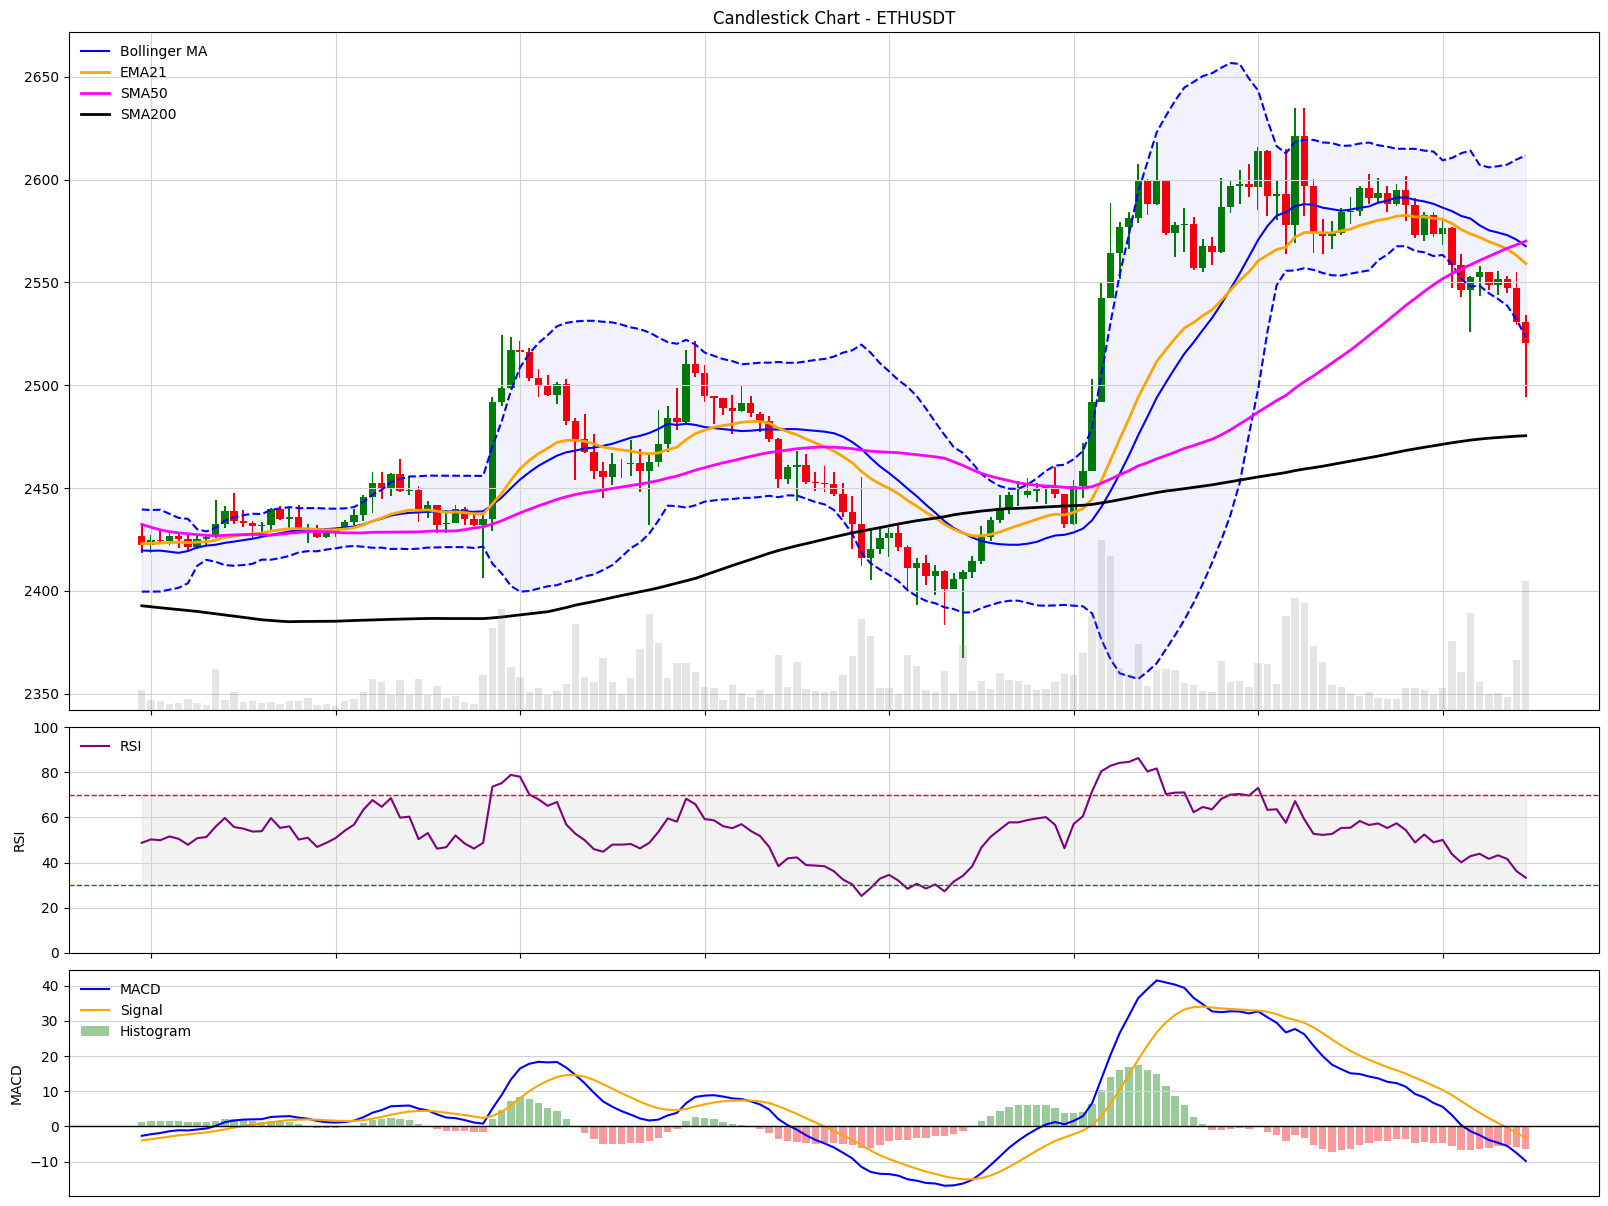 Candlestick Chart - ETHUSDT
Bollinger MA
EMA21
SMA50
SMA200
2650
2600
2550
2500
2450
2400
2350
RSI
100
80
60
40
20
0
RSI
MACD
Signal
Histogram
40
30
20
10
0
−10
MACD